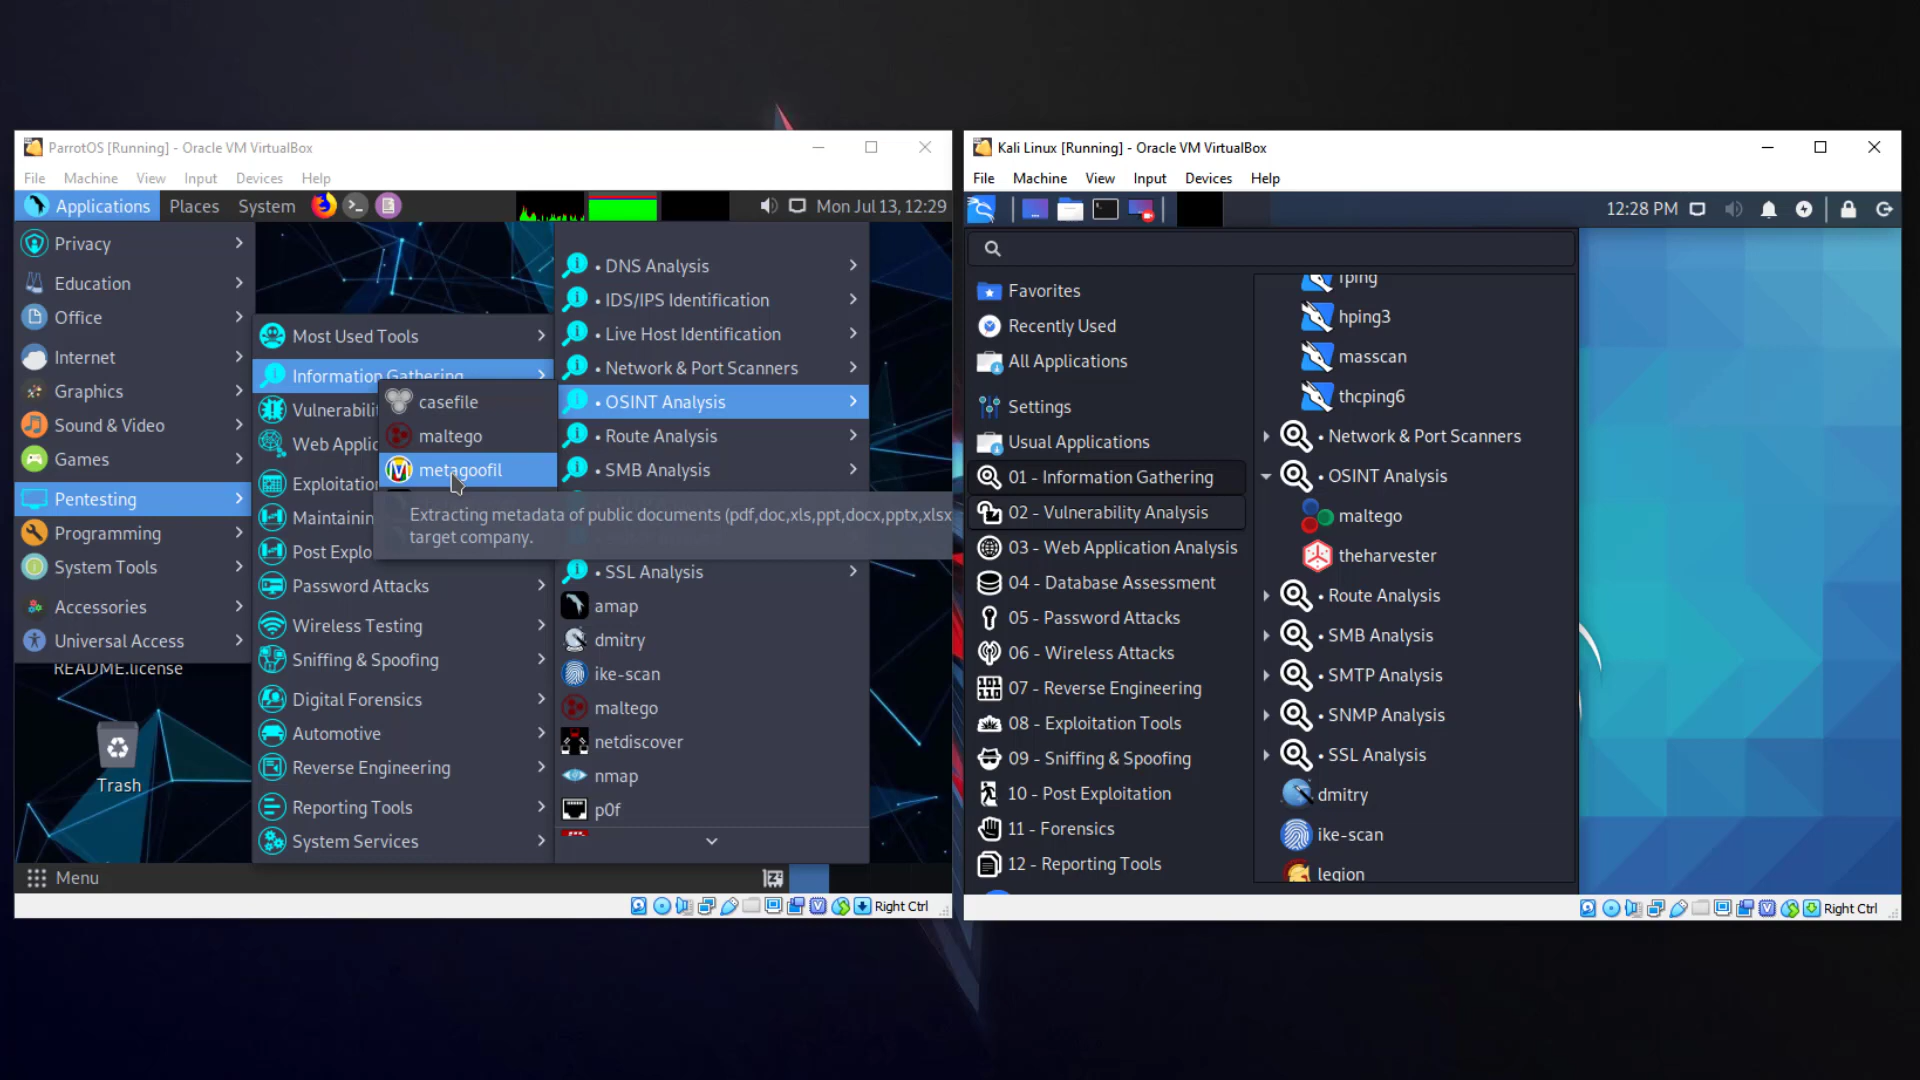 ParrotOS [Running] - Oracle VM VirtualBox
File Machine View Input Devices Help
Applications Places System Mon Jul 13, 12:29
Privacy
Education
Office
Internet
Graphics
Sound & Video
Games
Pentesting
Programming
System Tools
Accessories
Universal Access
README.license
Trash
Menu
Most Used Tools
Information Gathering
Vulnerabili
Web Applic
Exploitation
Maintainin
Post Explo
Password Attacks
Wireless Testing
Sniffing & Spoofing
Digital Forensics
Automotive
Reverse Engineering
Reporting Tools
System Services
casefile
maltego
metagoofil
Extracting metadata of public documents (pdf,doc,xls,ppt,docx,pptx,xlsx
target company.
• DNS Analysis
• IDS/IPS Identification
• Live Host Identification
• Network & Port Scanners
• OSINT Analysis
• Route Analysis
• SMB Analysis
• SSL Analysis
amap
dmitry
ike-scan
maltego
netdiscover
nmap
p0f
Right Ctrl
Kali Linux [Running] - Oracle VM VirtualBox
File Machine View Input Devices Help
12:28 PM
Favorites
Recently Used
All Applications
Settings
Usual Applications
01 - Information Gathering
02 - Vulnerability Analysis
03 - Web Application Analysis
04 - Database Assessment
05 - Password Attacks
06 - Wireless Attacks
07 - Reverse Engineering
08 - Exploitation Tools
09 - Sniffing & Spoofing
10 - Post Exploitation
11 - Forensics
12 - Reporting Tools
hping3
masscan
thcping6
• Network & Port Scanners
• OSINT Analysis
maltego
theharvester
• Route Analysis
• SMB Analysis
• SMTP Analysis
• SNMP Analysis
• SSL Analysis
dmitry
ike-scan
legion
Right Ctrl